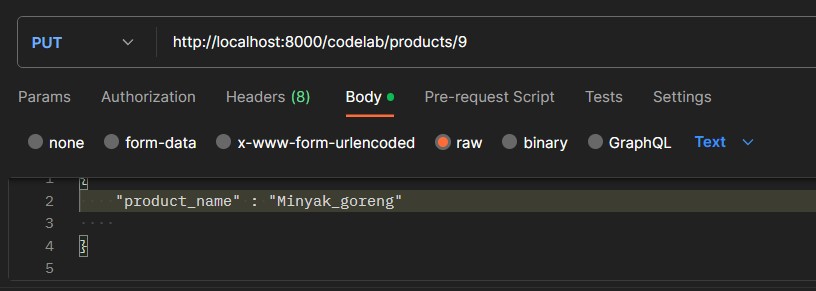 PUT http://localhost:8000/codelab/products/9
Params Authorization Headers (8) Body Pre-request Script Tests Settings
none form-data x-www-form-urlencoded raw binary GraphQL Text
1 {
2 "product_name" : "Minyak_goreng"
3
4 }
5